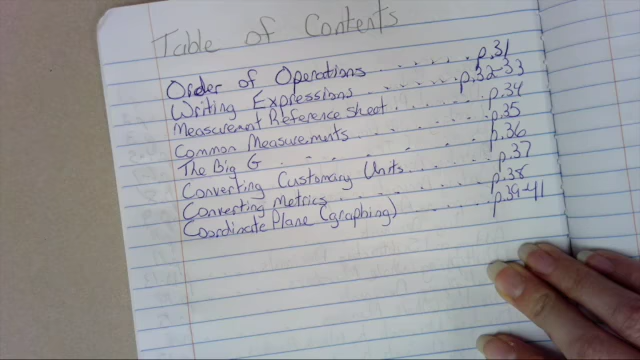 Table of Contents
Order of Operations . . . . . . . p.31
Writing Expressions . . . . . . . p.32-33
Measurement Reference sheet . . . . . p.34
Common Measurements . . . . . . p.35
The Big G . . . . . . . p.36
Converting Customary Units . . . . . p.37
Converting Metrics . . . . . . . p.38
Coordinate Plane (graphing) . . . . . . p.39-41